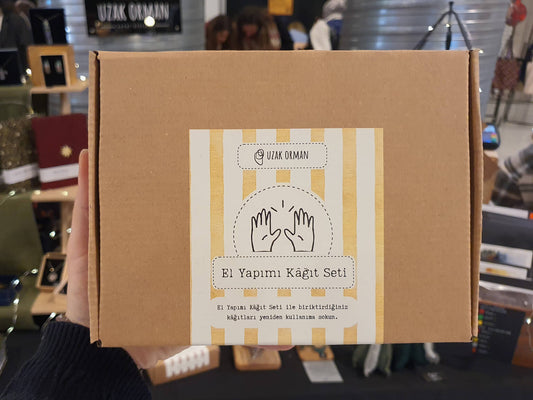 UZAK ORMAN
UZAK ORMAN
El Yapımı Kâğıt Seti
El Yapımı Kâğıt Seti ile biriktirdiğiniz
kâğıtları yeniden kullanıma sokun.